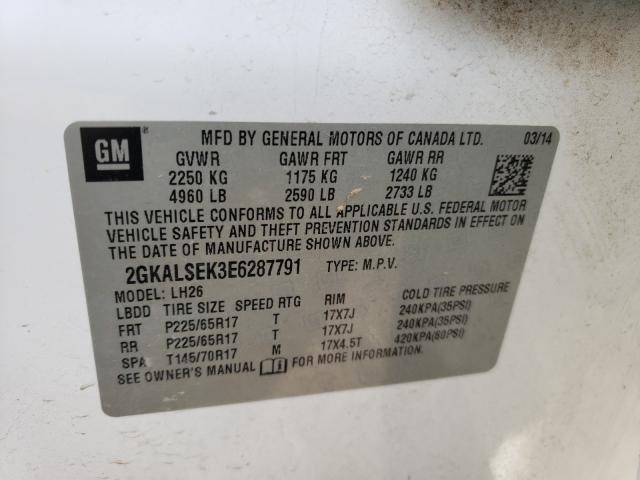 GM ®
MFD BY GENERAL MOTORS OF CANADA LTD. 03/14
GVWR GAWR FRT GAWR RR
2250 KG 1175 KG 1240 KG
4960 LB 2590 LB 2733 LB
THIS VEHICLE CONFORMS TO ALL APPLICABLE U.S. FEDERAL MOTOR
VEHICLE SAFETY AND THEFT PREVENTION STANDARDS IN EFFECT ON
THE DATE OF MANUFACTURE SHOWN ABOVE.
2GKALSEK3E6287791 TYPE: M.P.V.
MODEL: LH26
LBDD TIRE SIZE SPEED RTG RIM COLD TIRE PRESSURE
FRT P225/65R17 T 17X7J 240KPA(35PSI)
RR P225/65R17 T 17X7J 240KPA(35PSI)
SPA T145/70R17 M 17X4.5T 420KPA(60PSI)
SEE OWNER'S MANUAL FOR MORE INFORMATION.